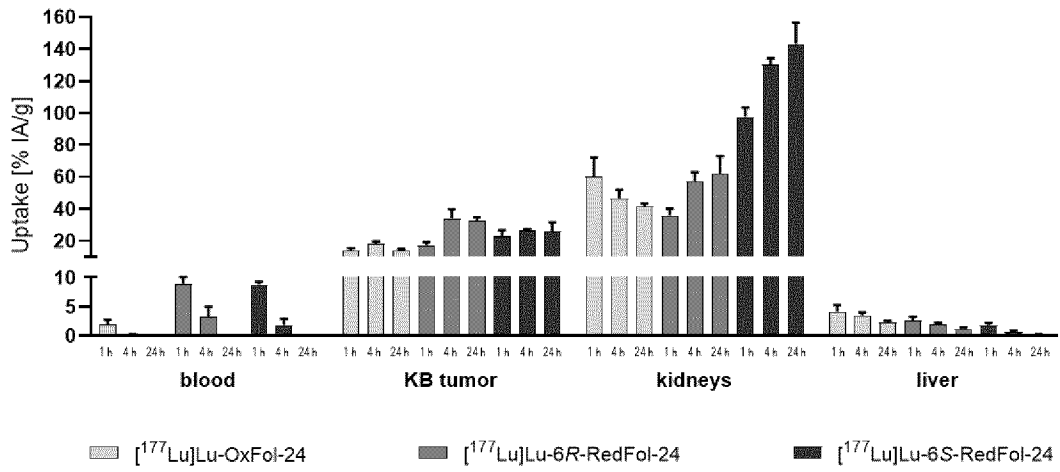 Uptake [% IA/g]
160
140
120
100
80
60
40
20
10
5
0
1 h 4 h 24 h 1 h 4 h 24 h 1 h 4 h 24 h
1 h 4 h 24 h 1 h 4 h 24 h 1 h 4 h 24 h
1 h 4 h 24 h 1 h 4 h 24 h 1 h 4 h 24 h
1 h 4 h 24 h 1 h 4 h 24 h 1 h 4 h 24 h
blood KB tumor kidneys liver
[¹⁷⁷Lu]Lu-OxFol-24 [¹⁷⁷Lu]Lu-6R-RedFol-24 [¹⁷⁷Lu]Lu-6S-RedFol-24